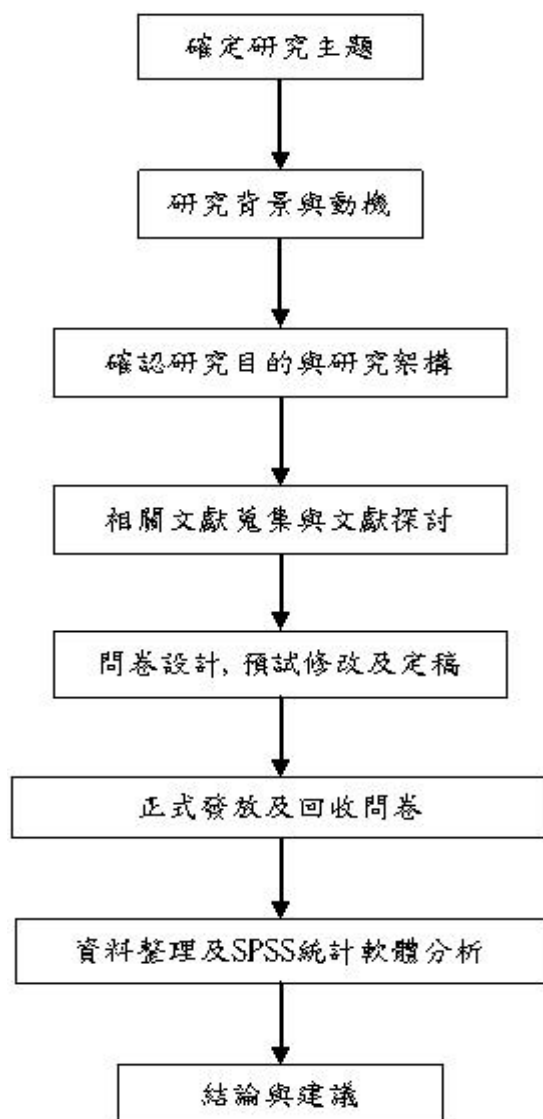 確定研究主題
研究背景與動機
確認研究目的與研究架構
相關文獻蒐集與文獻探討
問卷設計, 預試修改及定稿
正式發放及回收問卷
資料整理及SPSS統計軟體分析
結論與建議